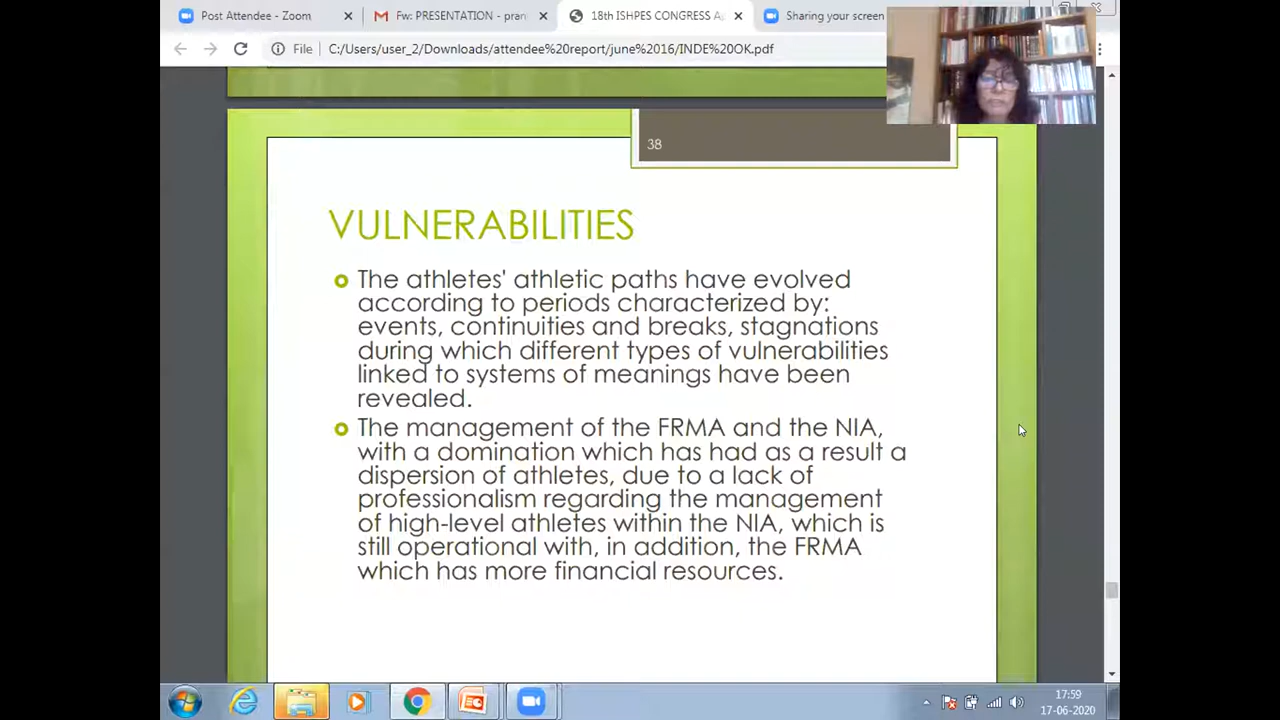 Post Attendee - Zoom
Fw: PRESENTATION - pran
18th ISHPES CONGRESS A
Sharing your screen
File
C:/Users/user_2/Downloads/attendee%20report/june%2016/INDE%20OK.pdf
38
VULNERABILITIES
The athletes' athletic paths have evolved
according to periods characterized by:
events, continuities and breaks, stagnations
during which different types of vulnerabilities
linked to systems of meanings have been
revealed.
The management of the FRMA and the NIA,
with a domination which has had as a result a
dispersion of athletes, due to a lack of
professionalism regarding the management
of high-level athletes within the NIA, which is
still operational with, in addition, the FRMA
which has more financial resources.
17:59
17-06-2020